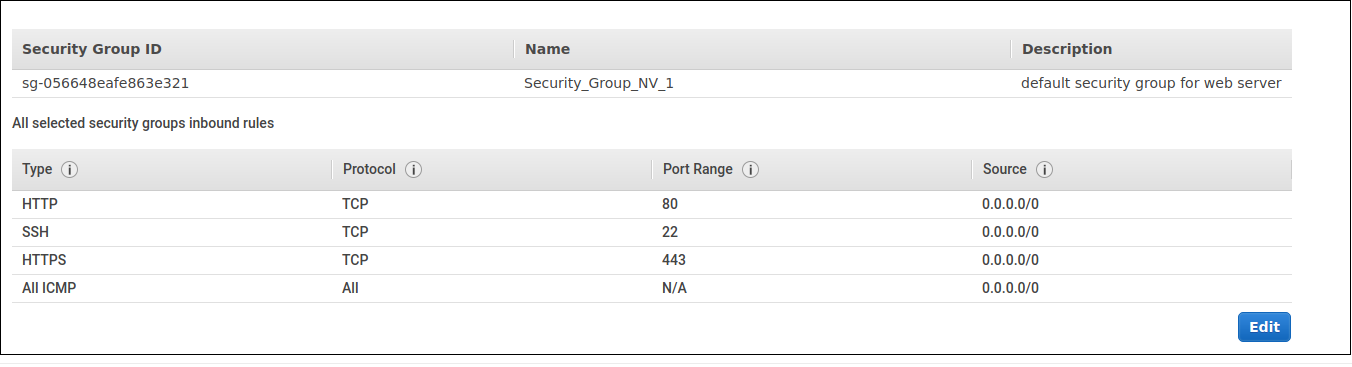 Security Group ID Name Description
sg-056648eafe863e321 Security_Group_NV_1 default security group for web server
All selected security groups inbound rules
Type Protocol Port Range Source
HTTP TCP 80 0.0.0.0/0
SSH TCP 22 0.0.0.0/0
HTTPS TCP 443 0.0.0.0/0
All ICMP All N/A 0.0.0.0/0
Edit